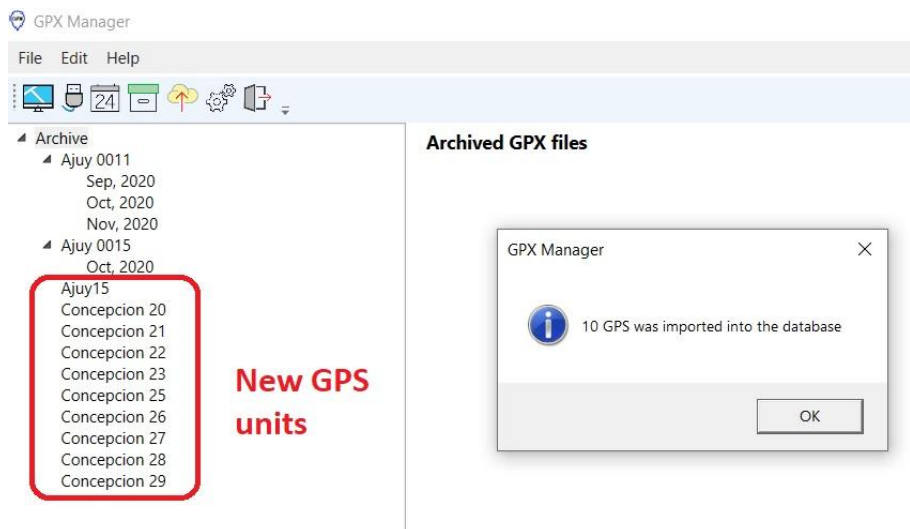 GPX Manager
File Edit Help
24
Archive
Ajuy 0011
Sep, 2020
Oct, 2020
Nov, 2020
Ajuy 0015
Oct, 2020
Ajuy15
Concepcion 20
Concepcion 21
Concepcion 22
Concepcion 23
Concepcion 25
Concepcion 26
Concepcion 27
Concepcion 28
Concepcion 29
New GPS
units
Archived GPX files
GPX Manager
10 GPS was imported into the database
OK